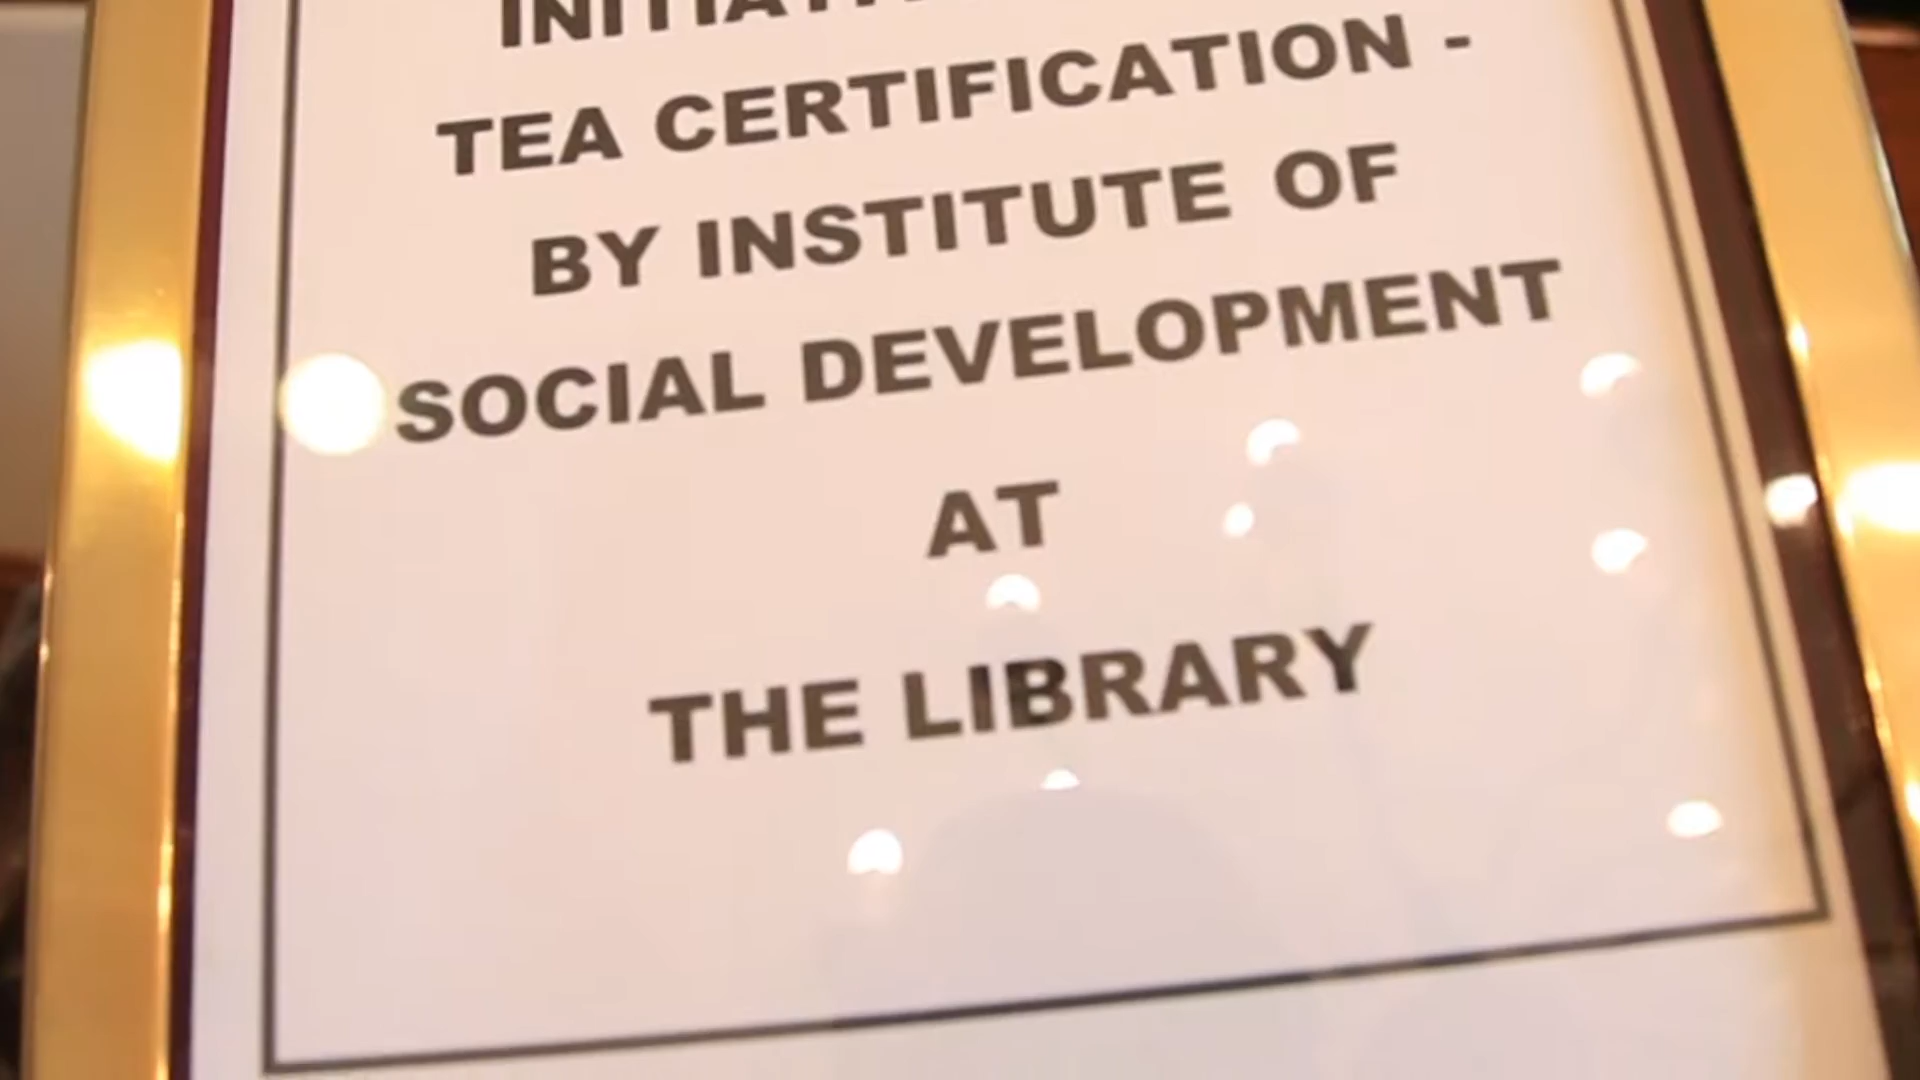 TEA CERTIFICATION -
BY INSTITUTE OF
SOCIAL DEVELOPMENT
AT
THE LIBRARY